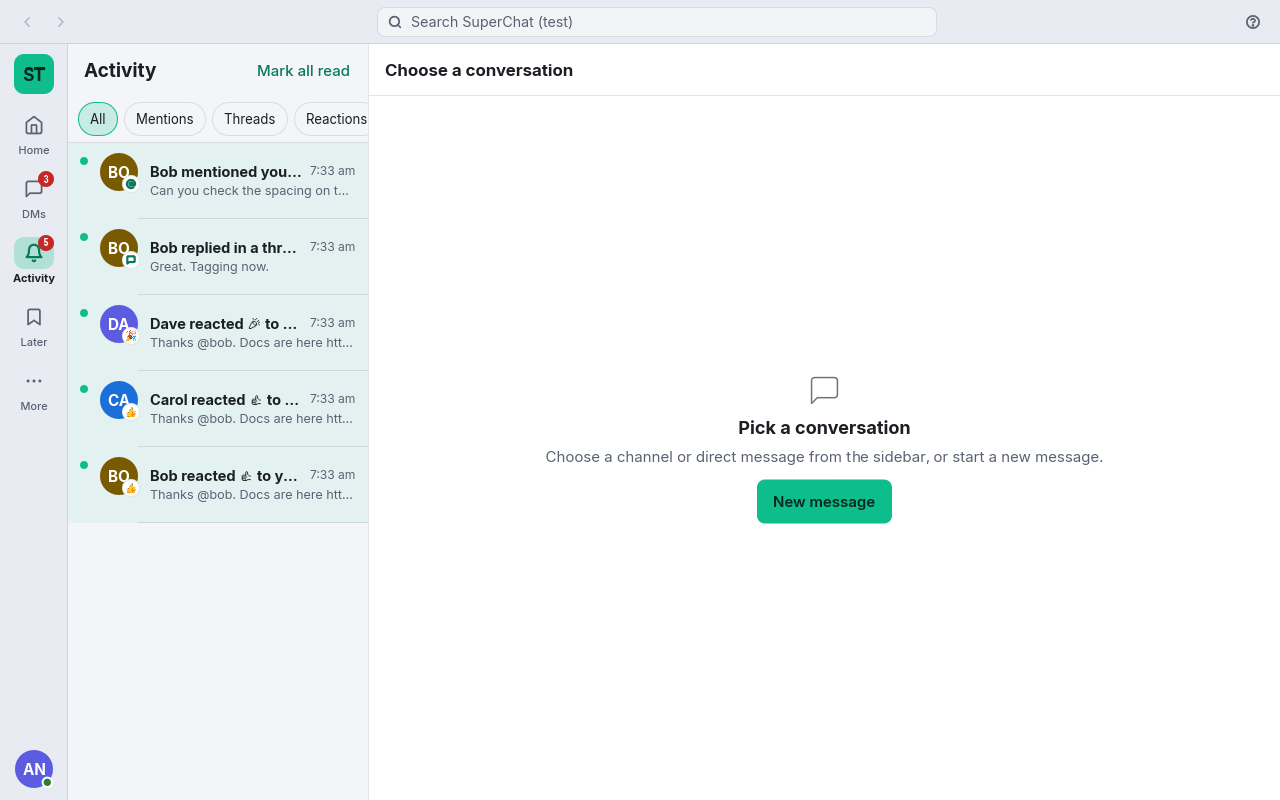 Search SuperChat (test)
ST
Home
3
DMs
5
Activity
Later
More
AN
Activity
Mark all read
All
Mentions
Threads
Reactions
BO
Bob mentioned you...
7:33 am
Can you check the spacing on t...
BO
Bob replied in a thr...
7:33 am
Great. Tagging now.
DA
Dave reacted 🎉 to ...
7:33 am
Thanks @bob. Docs are here htt...
CA
Carol reacted 👍 to ...
7:33 am
Thanks @bob. Docs are here htt...
BO
Bob reacted 👍 to y...
7:33 am
Thanks @bob. Docs are here htt...
Choose a conversation
Pick a conversation
Choose a channel or direct message from the sidebar, or start a new message.
New message